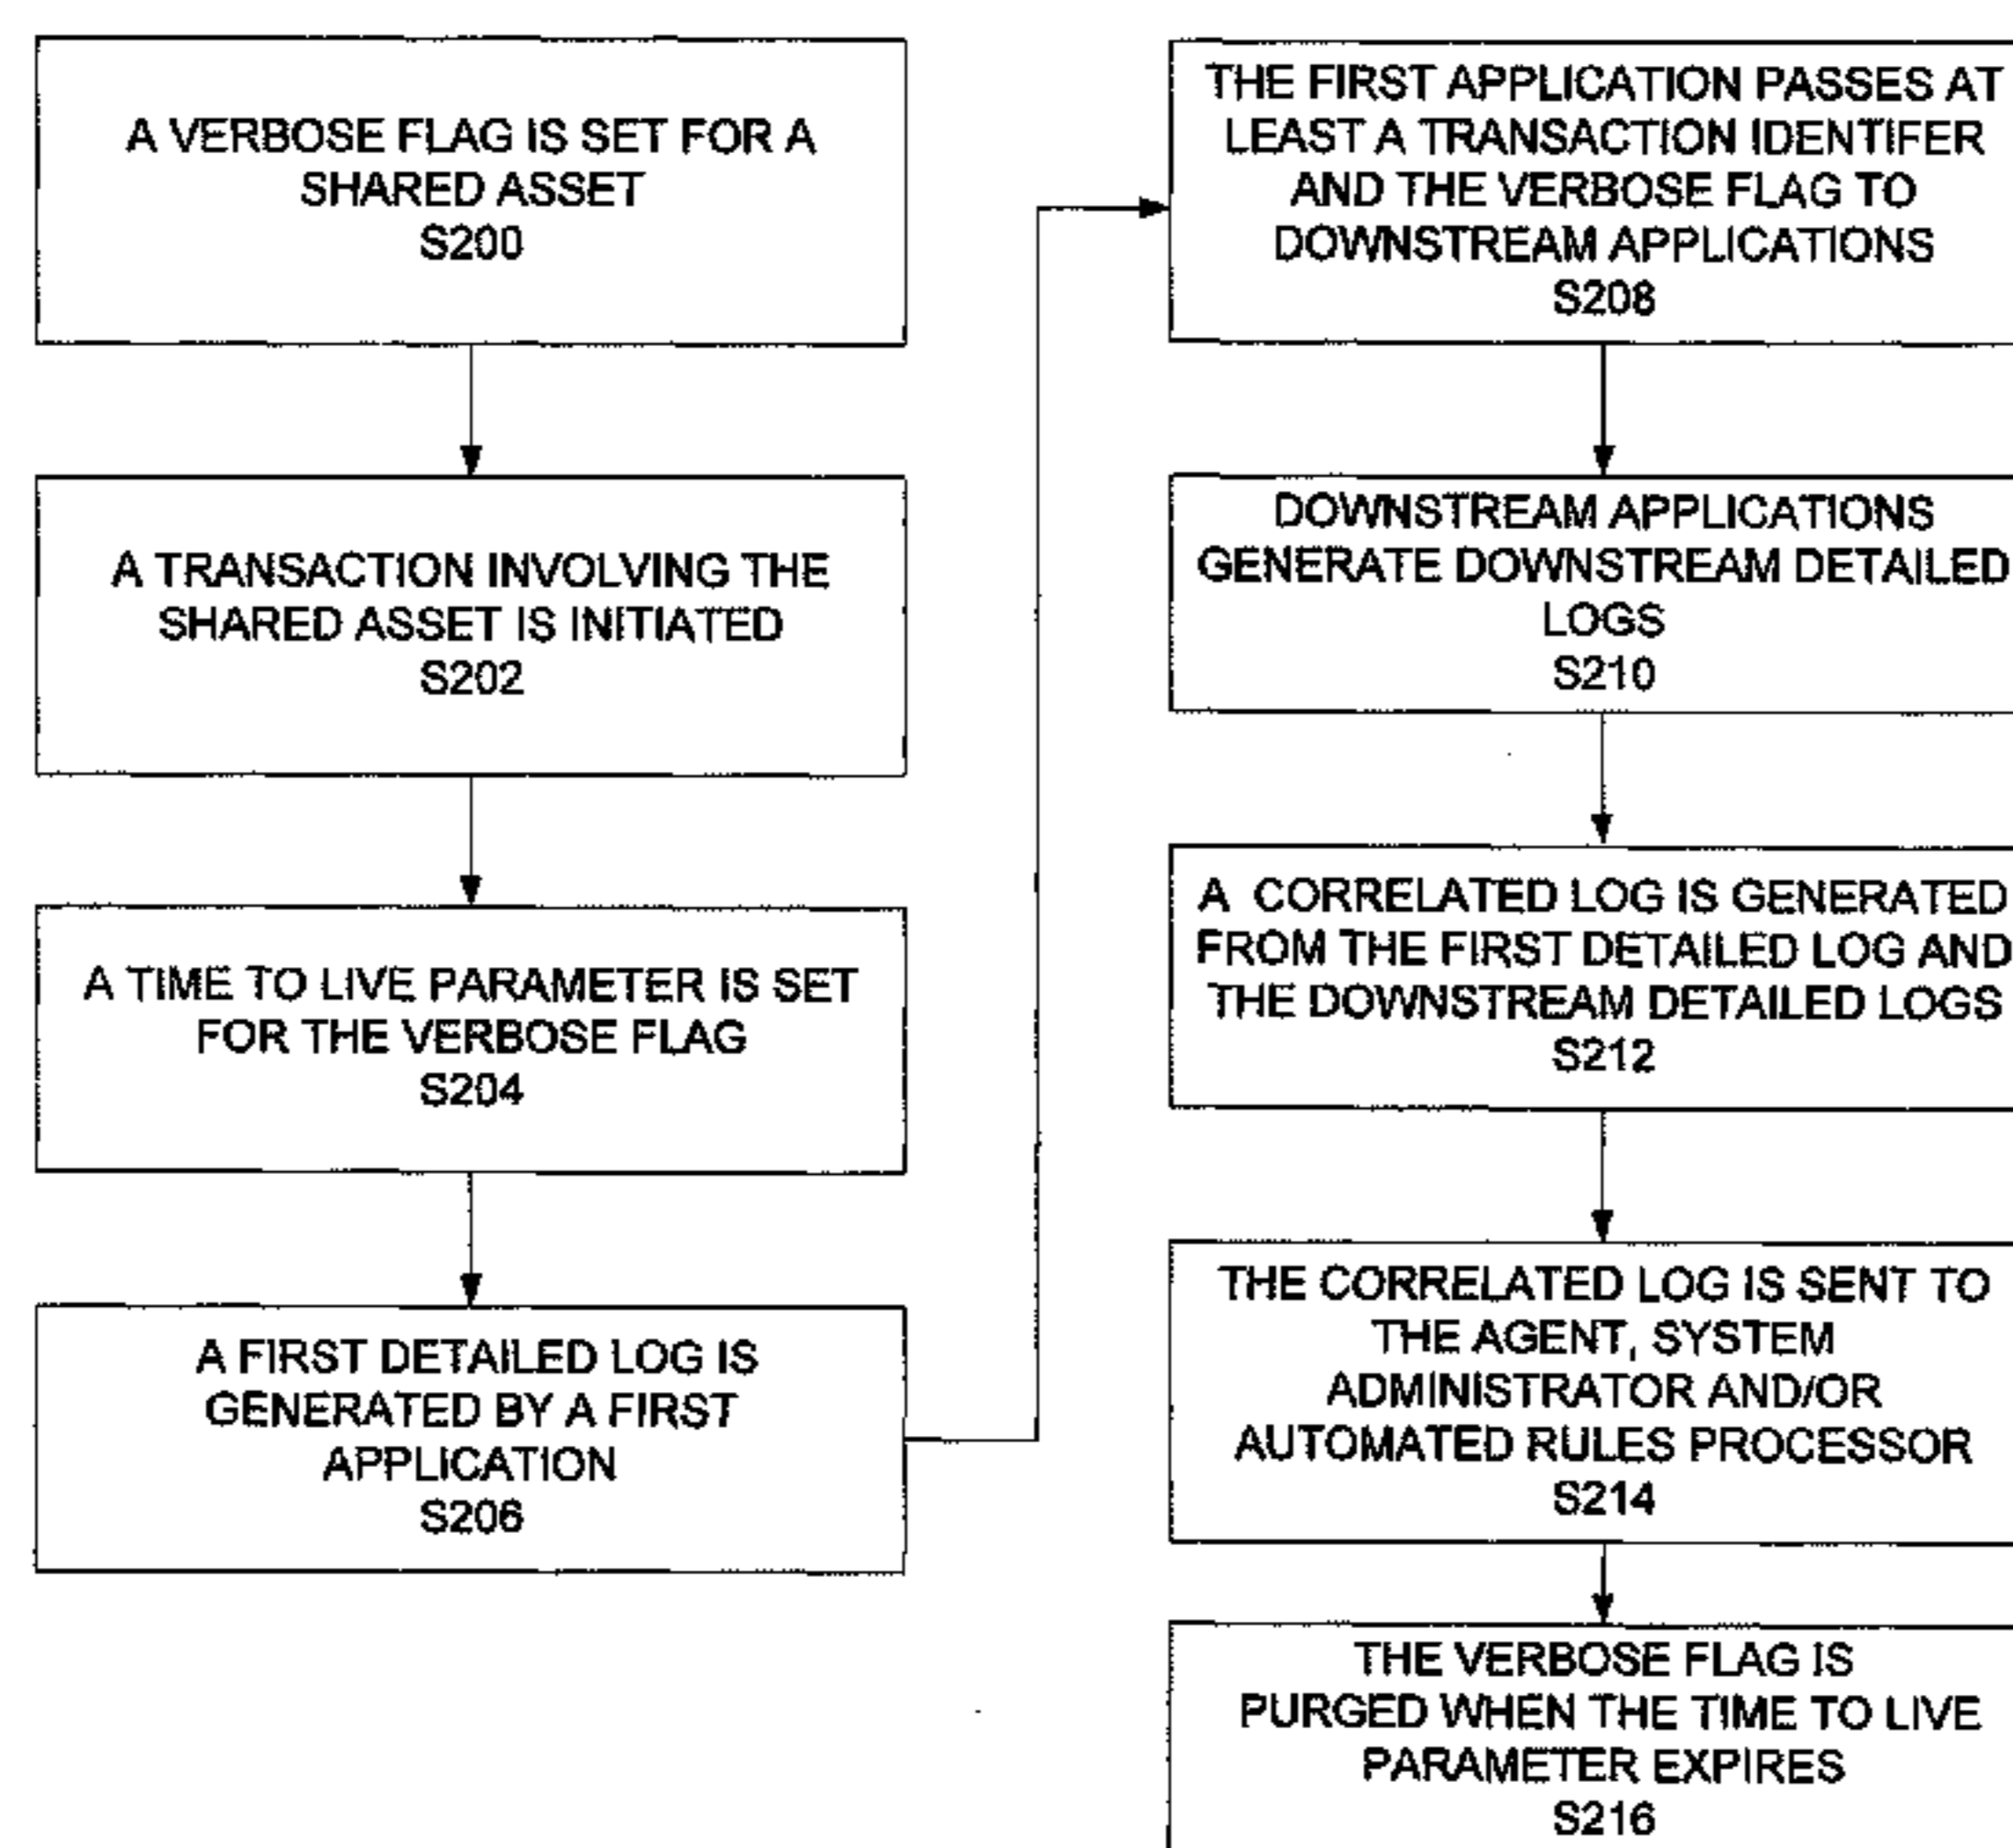 A VERBOSE FLAG IS SET FOR A
SHARED ASSET
S200
A TRANSACTION INVOLVING THE
SHARED ASSET IS INITIATED
S202
A TIME TO LIVE PARAMETER IS SET
FOR THE VERBOSE FLAG
S204
A FIRST DETAILED LOG IS
GENERATED BY A FIRST
APPLICATION
S206
THE FIRST APPLICATION PASSES AT
LEAST A TRANSACTION IDENTIFER
AND THE VERBOSE FLAG TO
DOWNSTREAM APPLICATIONS
S208
DOWNSTREAM APPLICATIONS
GENERATE DOWNSTREAM DETAILED
LOGS
S210
A CORRELATED LOG IS GENERATED
FROM THE FIRST DETAILED LOG AND
THE DOWNSTREAM DETAILED LOGS
S212
THE CORRELATED LOG IS SENT TO
THE AGENT, SYSTEM
ADMINISTRATOR AND/OR
AUTOMATED RULES PROCESSOR
S214
THE VERBOSE FLAG IS
PURGED WHEN THE TIME TO LIVE
PARAMETER EXPIRES
S216